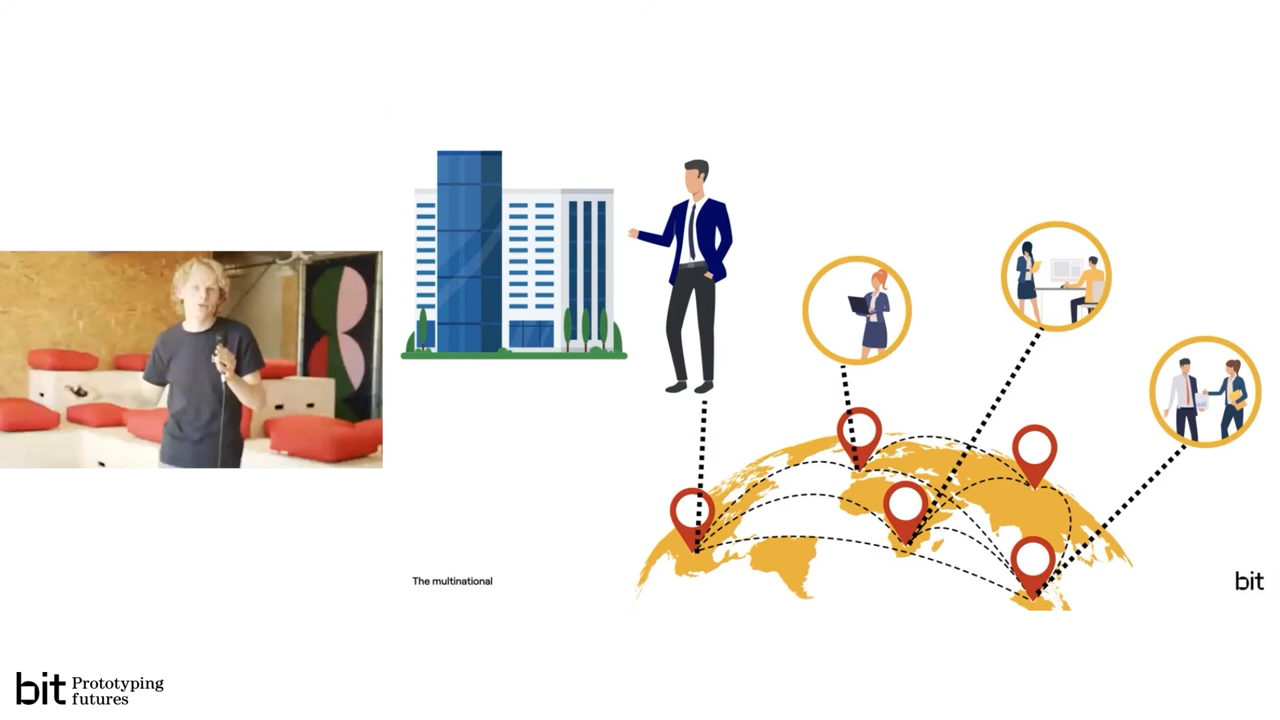 The multinational
bit
bit Prototyping
futures